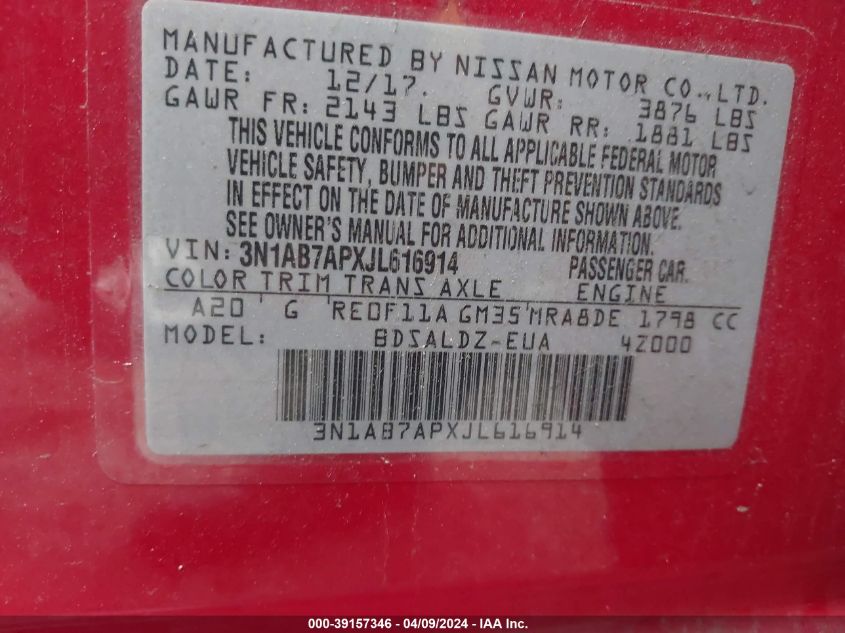 MANUFACTURED BY NISSAN MOTOR CO.,LTD.
DATE: 12/17. GVWR: 3876 LBS
GAWR FR: 2143 LBS GAWR RR: 1881 LBS
THIS VEHICLE CONFORMS TO ALL APPLICABLE FEDERAL MOTOR
VEHICLE SAFETY, BUMPER AND THEFT PREVENTION STANDARDS
IN EFFECT ON THE DATE OF MANUFACTURE SHOWN ABOVE.
SEE OWNER'S MANUAL FOR ADDITIONAL INFORMATION.
VIN: 3N1AB7APXJL616914 PASSENGER CAR.
COLOR TRIM TRANS AXLE ENGINE
A20 G RE0F11A GM35 MRA8DE 1798 CC
MODEL: BDSALDZ-EUA 4Z000
3N1AB7APXJL616914
000-39157346 - 04/09/2024 - IAA Inc.